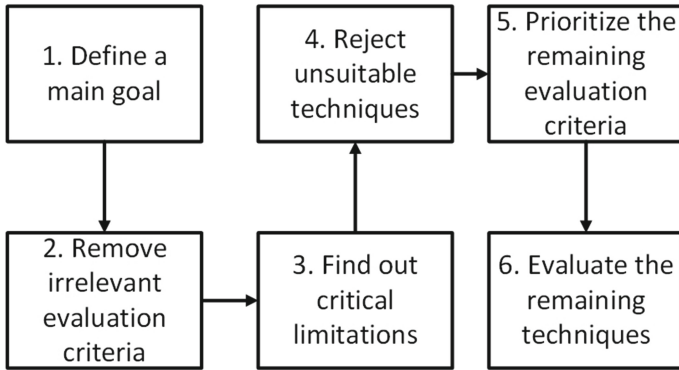 1. Define a
main goal
2. Remove
irrelevant
evaluation
criteria
3. Find out
critical
limitations
4. Reject
unsuitable
techniques
5. Prioritize the
remaining
evaluation
criteria
6. Evaluate the
remaining
techniques